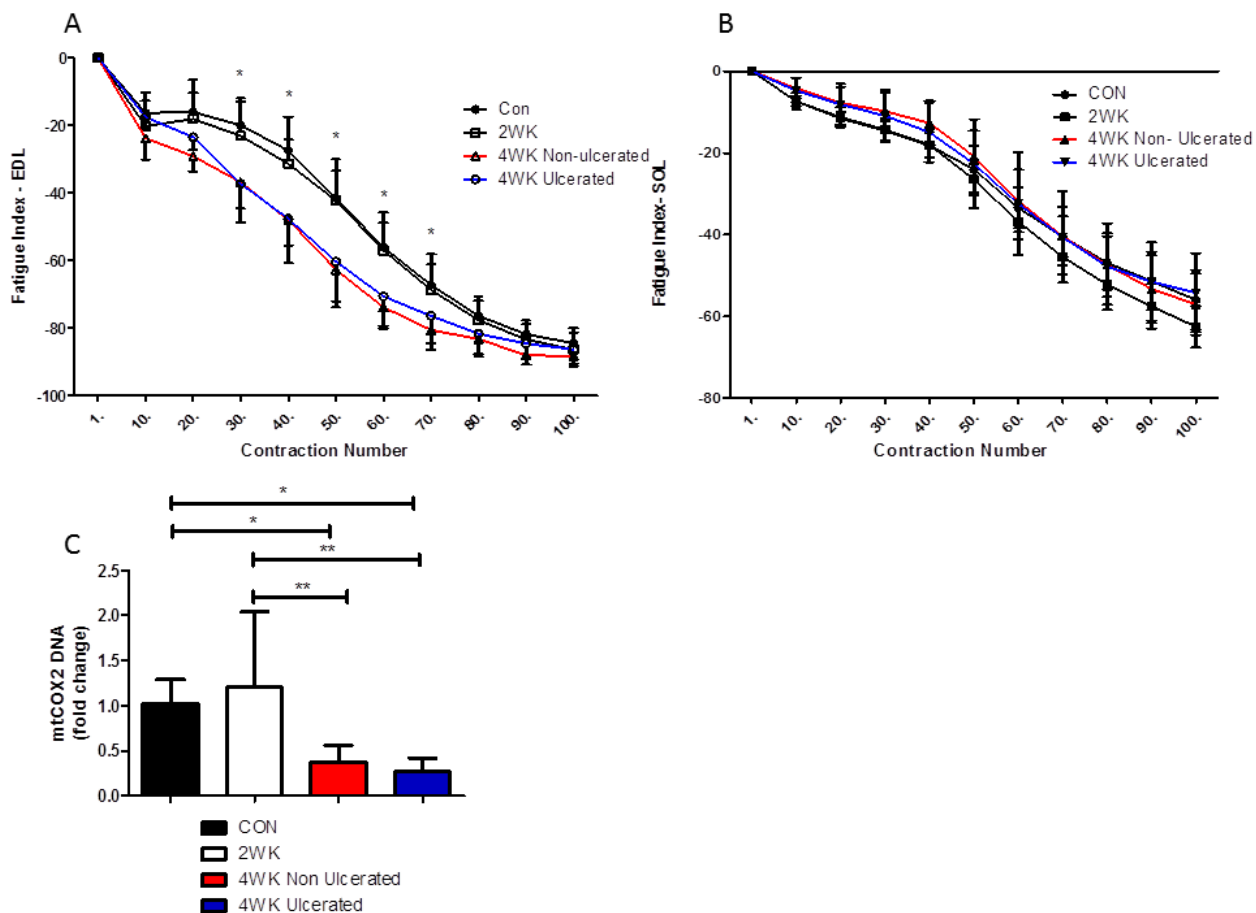 A
0
-20
-40
-60
-80
-100
Fatigue Index - EDL
* * * * *
Con
2WK
4WK Non-ulcerated
4WK Ulcerated
1. 10. 20. 30. 40. 50. 60. 70. 80. 90. 100.
Contraction Number
B
0
-20
-40
-60
-80
Fatigue Index- SOL
CON
2WK
4WK Non- Ulcerated
4WK Ulcerated
1. 10. 20. 30. 40. 50. 60. 70. 80. 90. 100.
Contraction Number
C
*
*
**
**
2.5
2.0
1.5
1.0
0.5
0.0
mtCOX2 DNA
(fold change)
CON
2WK
4WK Non Ulcerated
4WK Ulcerated